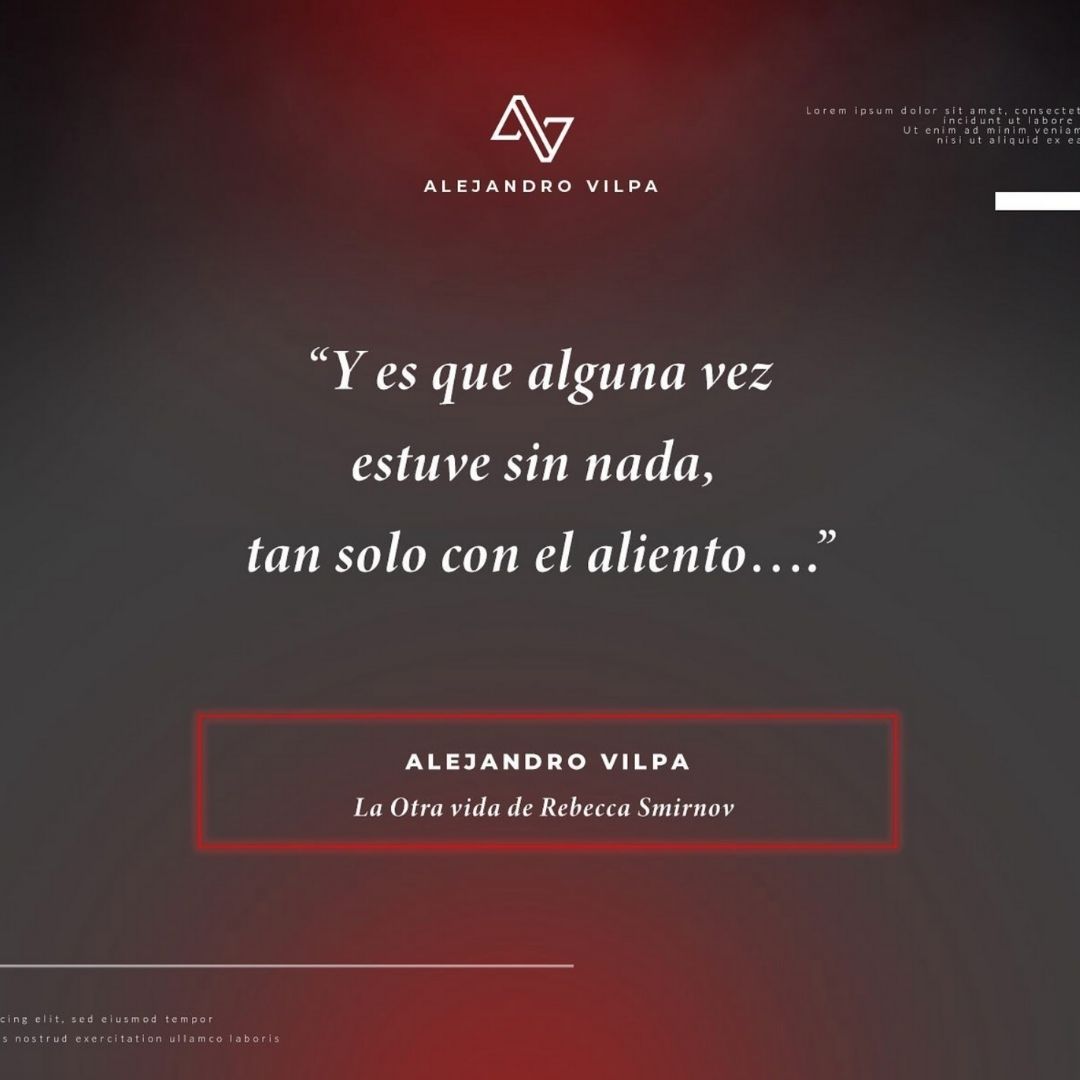 ALEJANDRO VILPA
Lorem ipsum dolor sit amet, consectet
incidunt ut labore
Ut enim ad minim veniam
nisi ut aliquid ex ea
“Y es que alguna vez
estuve sin nada,
tan solo con el aliento….”
ALEJANDRO VILPA
La Otra vida de Rebecca Smirnov
cing elit, sed eiusmod tempor
s nostrud exercitation ullamco laboris